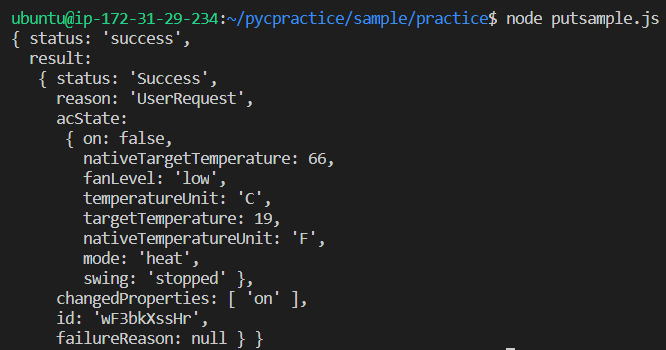 ubuntu@ip-172-31-29-234:~/pycpractice/sample/practice$ node putsample.js
{ status: 'success',
  result:
   { status: 'Success',
     reason: 'UserRequest',
     acState:
      { on: false,
        nativeTargetTemperature: 66,
        fanLevel: 'low',
        temperatureUnit: 'C',
        targetTemperature: 19,
        nativeTemperatureUnit: 'F',
        mode: 'heat',
        swing: 'stopped' },
     changedProperties: [ 'on' ],
     id: 'wF3bkXssHr',
     failureReason: null } }